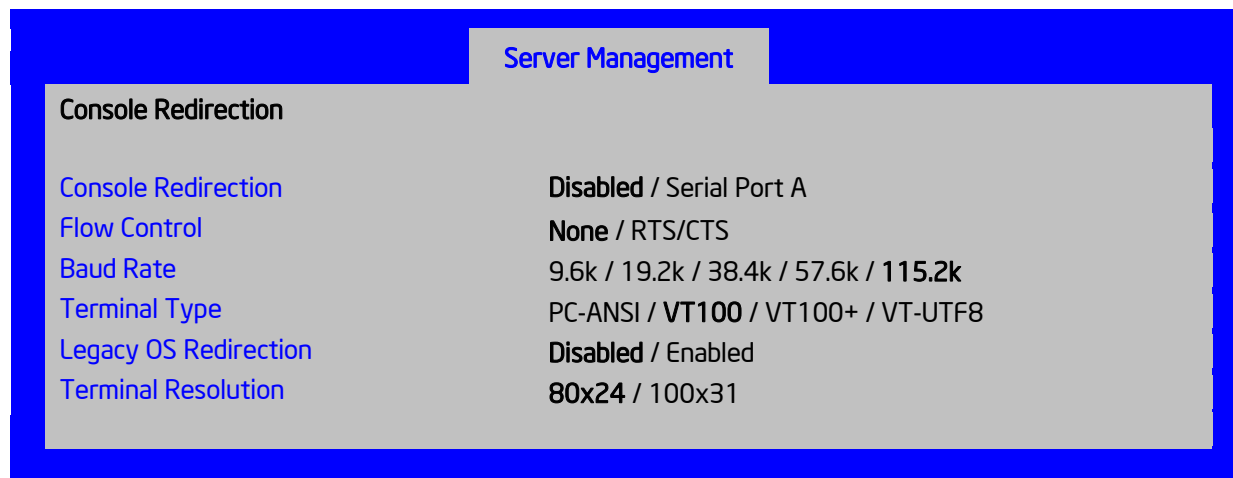 Server Management
Console Redirection
Console Redirection Disabled / Serial Port A
Flow Control None / RTS/CTS
Baud Rate 9.6k / 19.2k / 38.4k / 57.6k / 115.2k
Terminal Type PC-ANSI / VT100 / VT100+ / VT-UTF8
Legacy OS Redirection Disabled / Enabled
Terminal Resolution 80x24 / 100x31